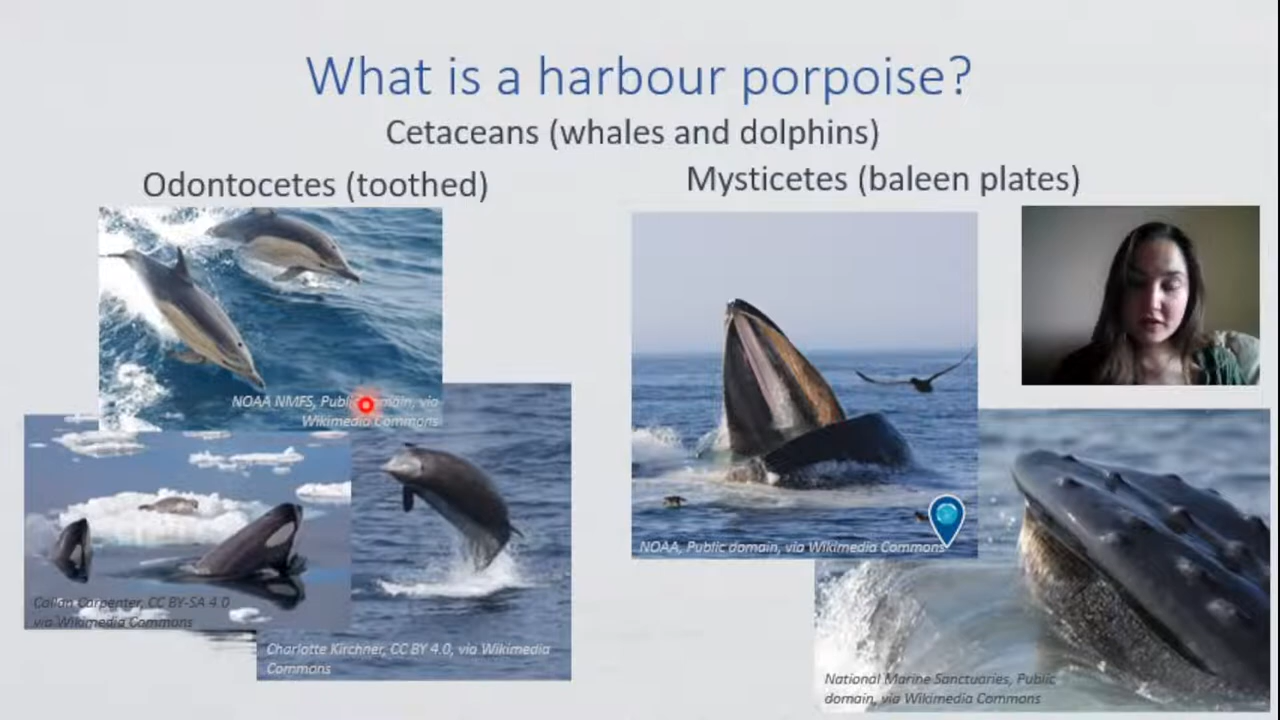 What is a harbour porpoise?
Cetaceans (whales and dolphins)
Odontocetes (toothed)
Mysticetes (baleen plates)
NOAA NMFS, Public domain, via
Wikimedia Commons
Callan Carpenter, CC BY-SA 4.0
via Wikimedia Commons
Charlotte Kirchner, CC BY 4.0, via Wikimedia
Commons
NOAA, Public domain, via Wikimedia Commons
National Marine Sanctuaries, Public
domain, via Wikimedia Commons